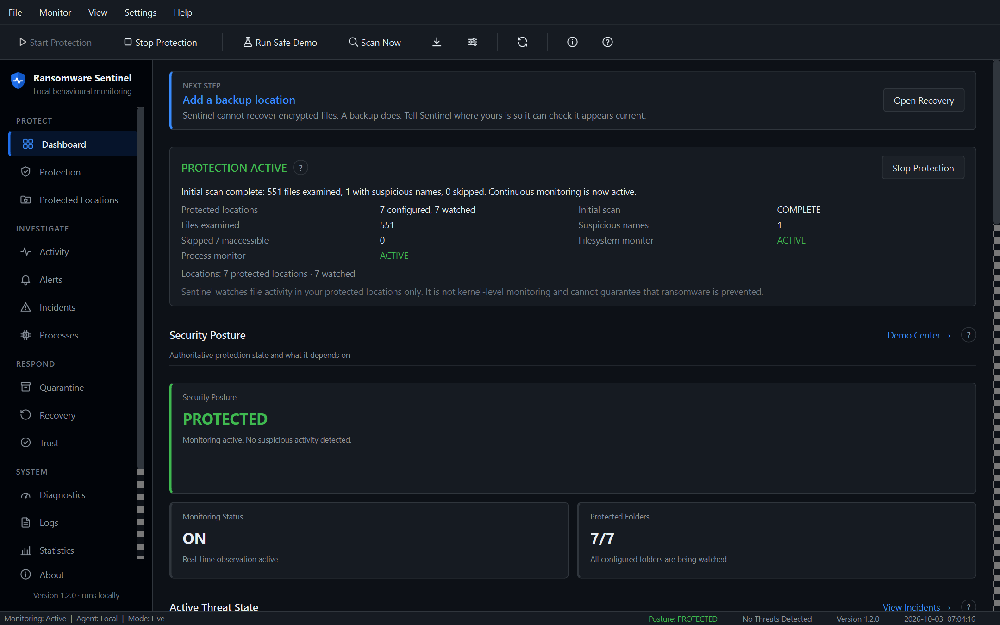 File Monitor View Settings Help
Start Protection Stop Protection Run Safe Demo Scan Now
Ransomware Sentinel
Local behavioural monitoring
PROTECT
Dashboard
Protection
Protected Locations
INVESTIGATE
Activity
Alerts
Incidents
Processes
RESPOND
Quarantine
Recovery
Trust
SYSTEM
Diagnostics
Logs
Statistics
About
Version 1.2.0 · runs locally
NEXT STEP
Add a backup location
Sentinel cannot recover encrypted files. A backup does. Tell Sentinel where yours is so it can check it appears current.
Open Recovery
PROTECTION ACTIVE ?
Stop Protection
Initial scan complete: 551 files examined, 1 with suspicious names, 0 skipped. Continuous monitoring is now active.
Protected locations 7 configured, 7 watched Initial scan COMPLETE
Files examined 551 Suspicious names 1
Skipped / inaccessible 0 Filesystem monitor ACTIVE
Process monitor ACTIVE
Locations: 7 protected locations · 7 watched
Sentinel watches file activity in your protected locations only. It is not kernel-level monitoring and cannot guarantee that ransomware is prevented.
Security Posture Demo Center → ?
Authoritative protection state and what it depends on
Security Posture
PROTECTED
Monitoring active. No suspicious activity detected.
Monitoring Status
ON
Real-time observation active
Protected Folders
7/7
All configured folders are being watched
Active Threat State View Incidents → ?
Monitoring: Active | Agent: Local | Mode: Live Posture: PROTECTED No Threats Detected Version 1.2.0 2026-10-03 07:04:16